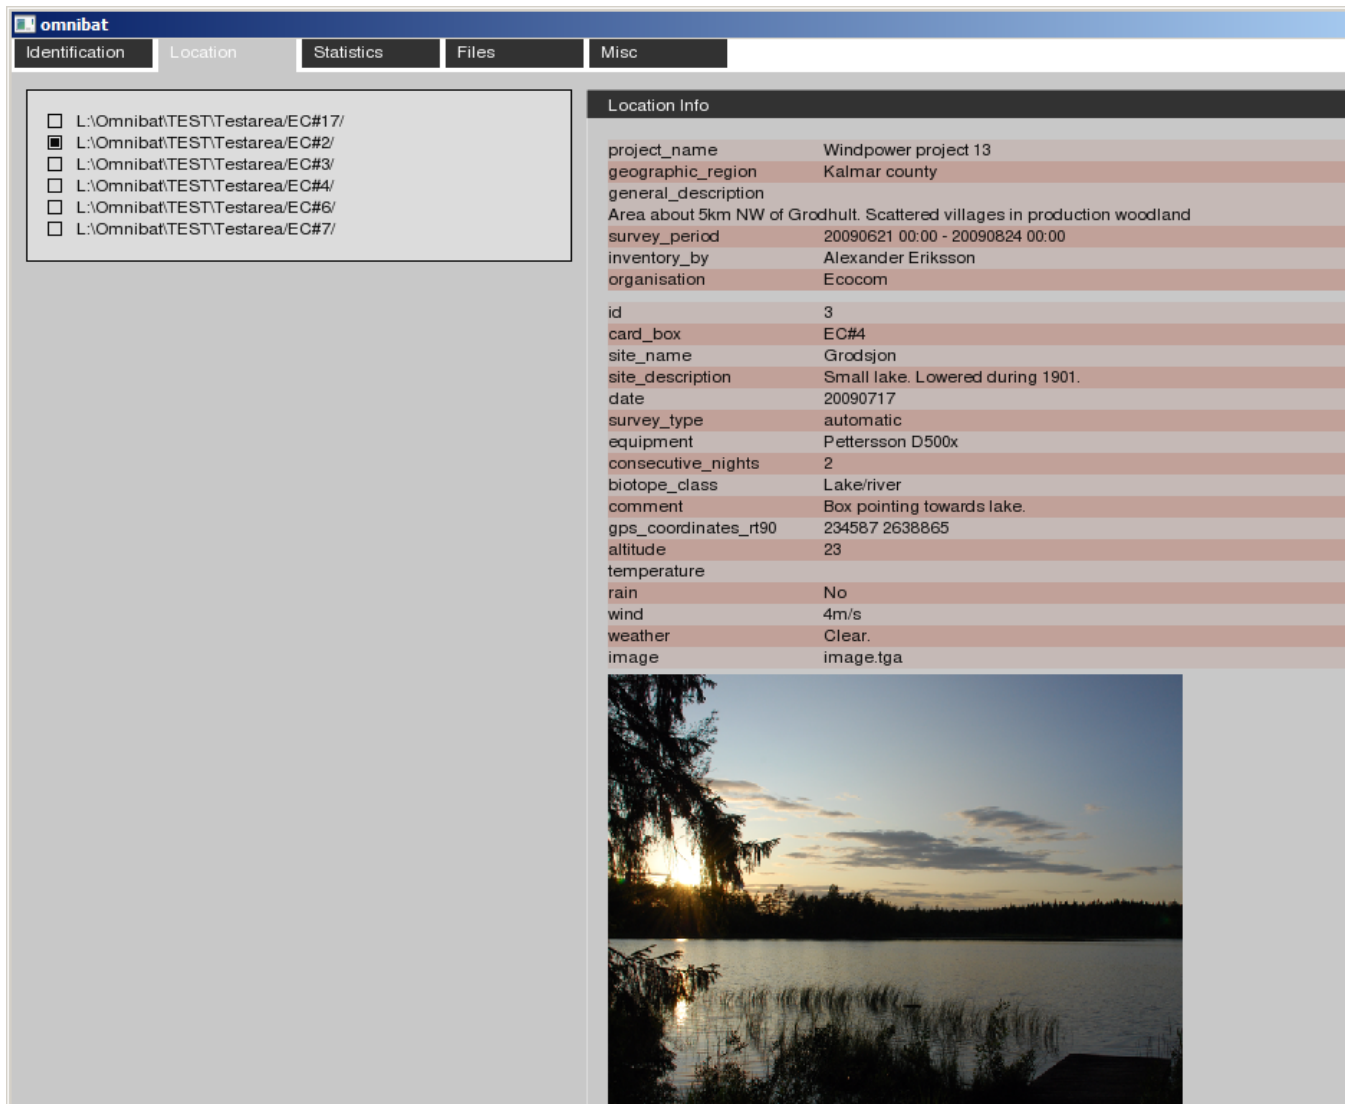 omnibat
Identification Location Statistics Files Misc
L:\Omnibat\TEST\Testarea/EC#17/
L:\Omnibat\TEST\Testarea/EC#2/
L:\Omnibat\TEST\Testarea/EC#3/
L:\Omnibat\TEST\Testarea/EC#4/
L:\Omnibat\TEST\Testarea/EC#6/
L:\Omnibat\TEST\Testarea/EC#7/
Location Info
project_name Windpower project 13
geographic_region Kalmar county
general_description
Area about 5km NW of Grodhult. Scattered villages in production woodland
survey_period 20090621 00:00 - 20090824 00:00
inventory_by Alexander Eriksson
organisation Ecocom
id 3
card_box EC#4
site_name Grodsjon
site_description Small lake. Lowered during 1901.
date 20090717
survey_type automatic
equipment Pettersson D500x
consecutive_nights 2
biotope_class Lake/river
comment Box pointing towards lake.
gps_coordinates_rt90 234587 2638865
altitude 23
temperature
rain No
wind 4m/s
weather Clear.
image image.tga